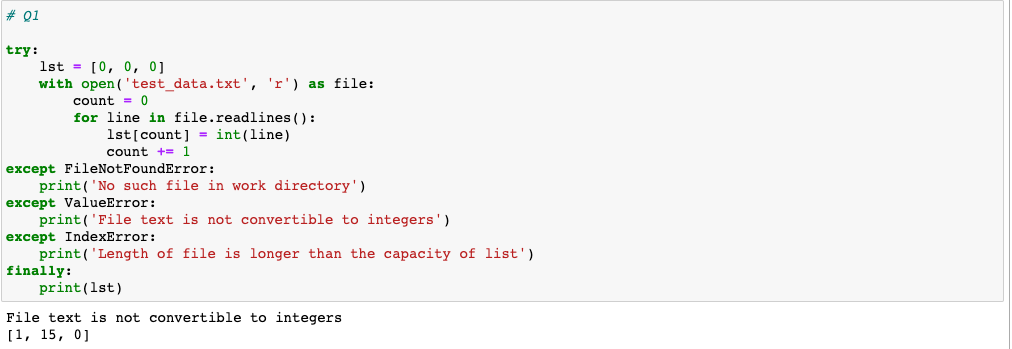 # Q1
try:
    lst = [0, 0, 0]
    with open('test_data.txt', 'r') as file:
        count = 0
        for line in file.readlines():
            lst[count] = int(line)
            count += 1
except FileNotFoundError:
    print('No such file in work directory')
except ValueError:
    print('File text is not convertible to integers')
except IndexError:
    print('Length of file is longer than the capacity of list')
finally:
    print(lst)
File text is not convertible to integers
[1, 15, 0]